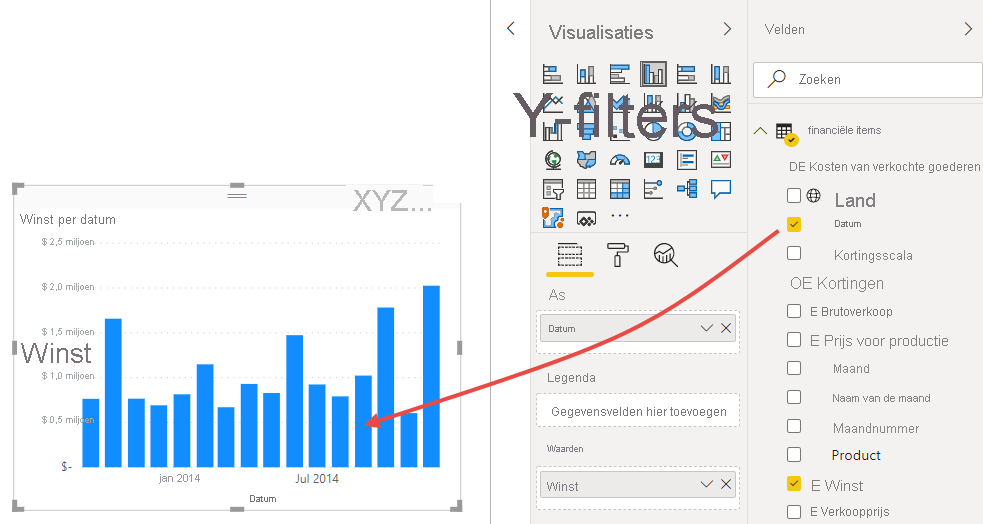 XYZ...
Winst per datum
$ 2,5 miljoen
$ 2,0 miljoen
$ 1,5 miljoen
Winst
$ 1,0 miljoen
$ 0,5 miljoen
$-
jan 2014
Jul 2014
Datum
Visualisaties
Y-filters
123
As
Datum
Legenda
Gegevensvelden hier toevoegen
Waarden
Winst
Velden
Zoeken
financiële items
DE Kosten van verkochte goederen
Land
Datum
Kortingsscala
OE Kortingen
E Brutoverkoop
E Prijs voor productie
Maand
Naam van de maand
Maandnummer
Product
E Winst
E Verkoopprijs